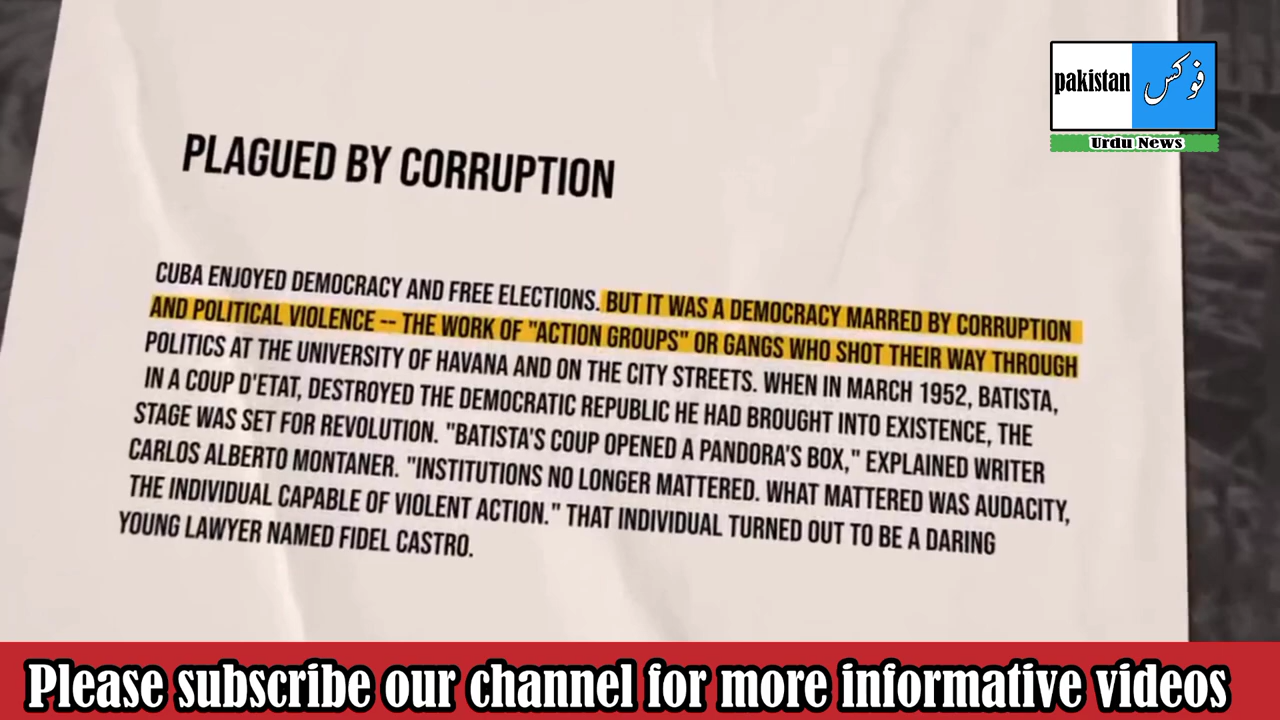 pakistan فوکس
Urdu News
PLAGUED BY CORRUPTION
CUBA ENJOYED DEMOCRACY AND FREE ELECTIONS. BUT IT WAS A DEMOCRACY MARRED BY CORRUPTION
AND POLITICAL VIOLENCE -- THE WORK OF "ACTION GROUPS" OR GANGS WHO SHOT THEIR WAY THROUGH
POLITICS AT THE UNIVERSITY OF HAVANA AND ON THE CITY STREETS. WHEN IN MARCH 1952, BATISTA,
IN A COUP D'ETAT, DESTROYED THE DEMOCRATIC REPUBLIC HE HAD BROUGHT INTO EXISTENCE, THE
STAGE WAS SET FOR REVOLUTION. "BATISTA'S COUP OPENED A PANDORA'S BOX," EXPLAINED WRITER
CARLOS ALBERTO MONTANER. "INSTITUTIONS NO LONGER MATTERED. WHAT MATTERED WAS AUDACITY,
THE INDIVIDUAL CAPABLE OF VIOLENT ACTION." THAT INDIVIDUAL TURNED OUT TO BE A DARING
YOUNG LAWYER NAMED FIDEL CASTRO.
Please subscribe our channel for more informative videos